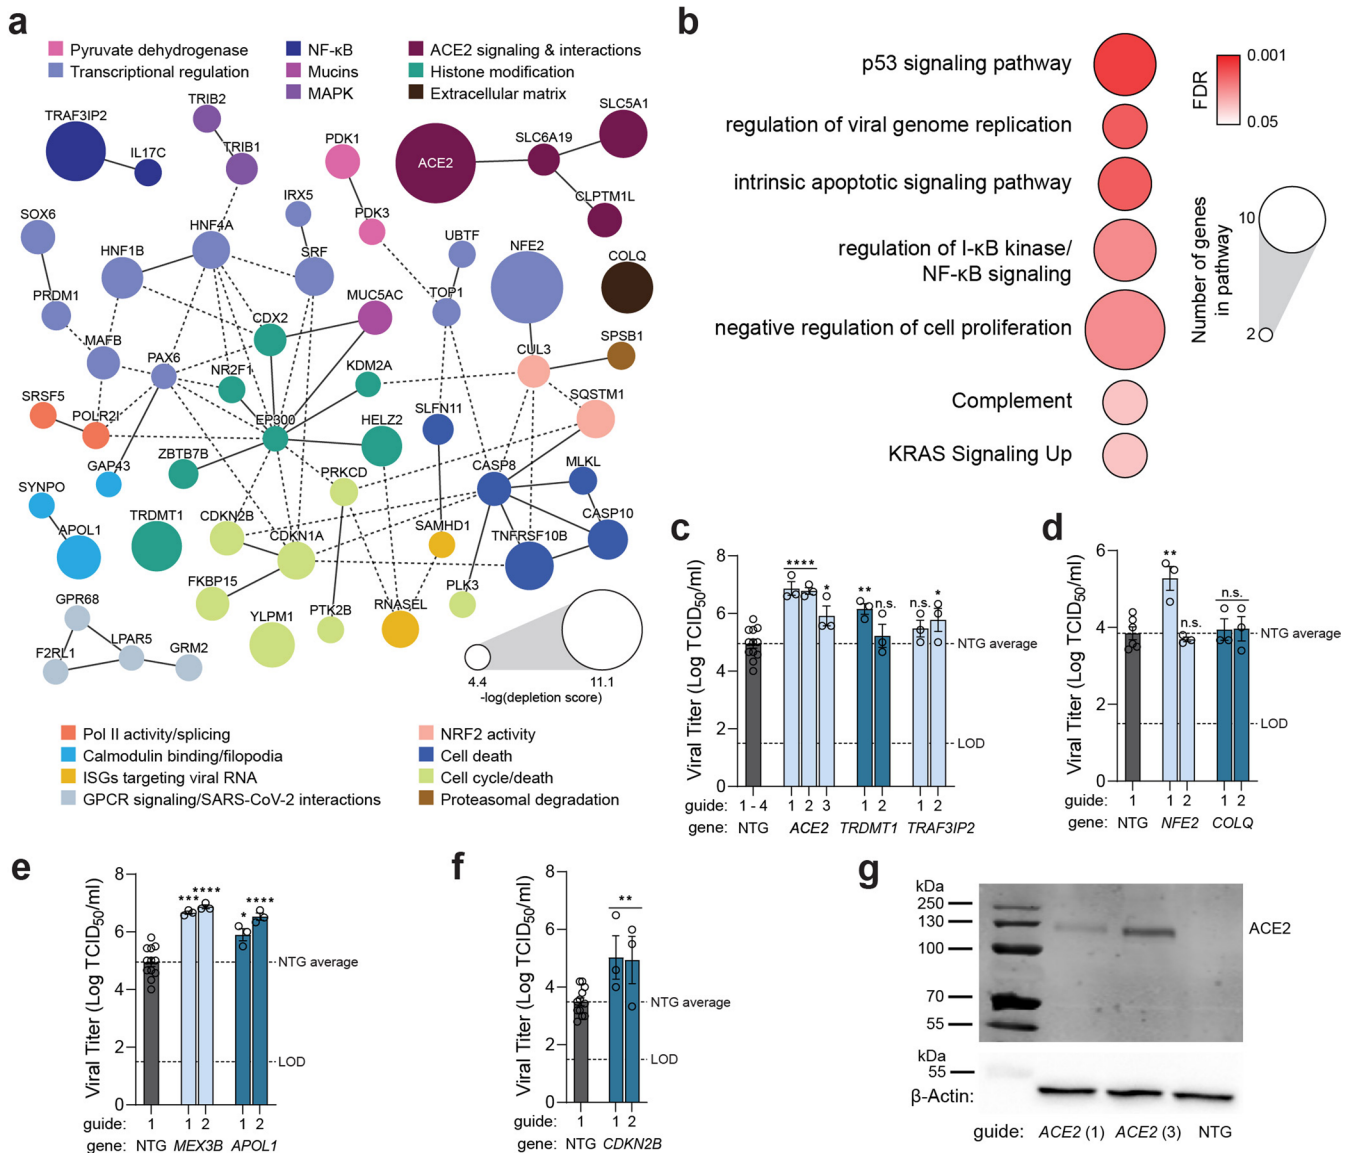 a
Pyruvate dehydrogenase
Transcriptional regulation
NF-κB
Mucins
MAPK
ACE2 signaling & interactions
Histone modification
Extracellular matrix
TRIB2
TRAF3IP2
IL17C
TRIB1
PDK1
ACE2
SLC6A19
SLC5A1
CLPTM1L
SOX6
HNF1B
HNF4A
IRX5
SRF
PDK3
UBTF
NFE2
COLQ
PRDM1
MUC5AC
TOP1
MAFB
PAX6
CDX2
CUL3
SPSB1
NR2F1
KDM2A
SRSF5
POLR2I
EP300
HELZ2
SLFN11
SQSTM1
GAP43
ZBTB7B
PRKCD
CASP8
MLKL
SYNPO
APOL1
TRDMT1
CDKN2B
CDKN1A
SAMHD1
TNFRSF10B
CASP10
FKBP15
PLK3
GPR68
YLPM1
PTK2B
RNASEL
LPAR5
F2RL1
GRM2
4.4
11.1
-log(depletion score)
Pol II activity/splicing
Calmodulin binding/filopodia
ISGs targeting viral RNA
GPCR signaling/SARS-CoV-2 interactions
NRF2 activity
Cell death
Cell cycle/death
Proteasomal degradation
b
p53 signaling pathway
regulation of viral genome replication
intrinsic apoptotic signaling pathway
regulation of I-κB kinase/
NF-κB signaling
negative regulation of cell proliferation
Complement
KRAS Signaling Up
FDR
0.001
0.05
Number of genes
in pathway
10
2
c
Viral Titer (Log TCID50/ml)
8
6
4
2
0
****
*
**
n.s.
n.s.
*
NTG average
LOD
guide: 1 - 4 1 2 3 1 2 1 2
gene: NTG ACE2 TRDMT1 TRAF3IP2
d
Viral Titer (Log TCID50/ml)
6
4
2
0
**
n.s.
n.s.
NTG average
LOD
guide: 1 1 2 1 2
gene: NTG NFE2 COLQ
e
Viral Titer (Log TCID50/ml)
8
6
4
2
0
***
****
*
****
NTG average
LOD
guide: 1 1 2 1 2
gene: NTG MEX3B APOL1
f
Viral Titer (Log TCID50/ml)
8
6
4
2
0
**
NTG average
LOD
guide: 1 1 2
gene: NTG CDKN2B
g
kDa
250
130
100
70
55
ACE2
kDa
55
β-Actin:
guide: ACE2 (1) ACE2 (3) NTG